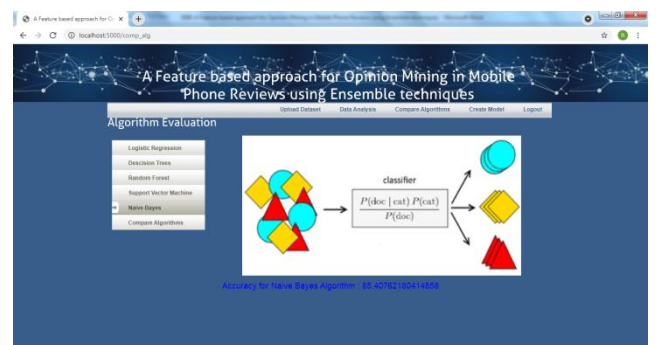 A Feature based approach for Op
localhost:5000/comp_alg
A Feature based approach for Opinion Mining in Mobile
Phone Reviews using Ensemble techniques
Upload Dataset Data Analysis Compare Algorithms Create Model Logout
Algorithm Evaluation
Logistic Regression
Descision Trees
Random Forest
Support Vector Machine
Naive Bayes
Compare Algorithms
classifier
P(doc | cat) P(cat)
P(doc)
Accuracy for Naive Bayes Algorithm : 85.40762180414858